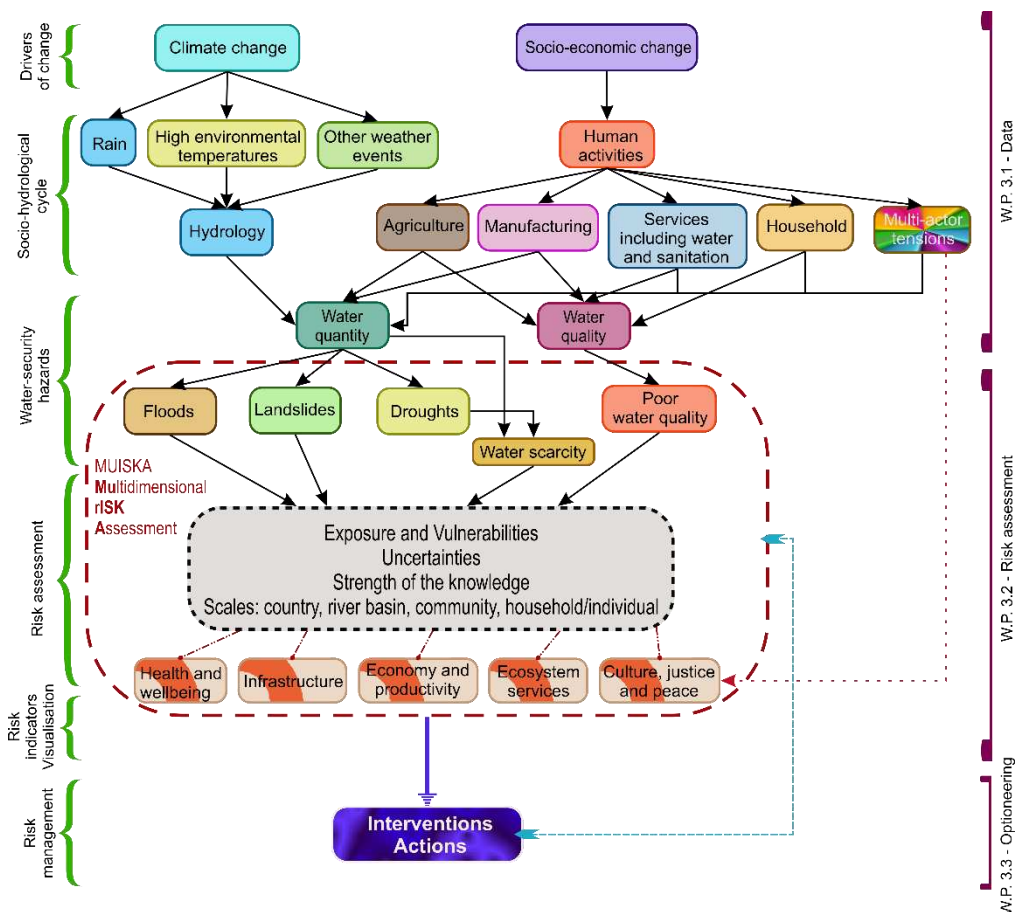 Drivers
of change
Climate change
Socio-economic change
W.P. 3.1 - Data
Socio-hydrological
cycle
Rain
High environmental
temperatures
Other weather
events
Human
activities
Hydrology
Agriculture
Manufacturing
Services
including water
and sanitation
Household
Multi-actor
tensions
Water-security
hazards
Water
quantity
Water
quality
Floods
Landslides
Droughts
Poor
water quality
Water scarcity
W.P. 3.2 - Risk assessment
Risk assessment
MUISKA
Multidimensional
rISK
Assessment
Exposure and Vulnerabilities
Uncertainties
Strength of the knowledge
Scales: country, river basin, community, household/individual
Health and
wellbeing
Infrastructure
Economy and
productivity
Ecosystem
services
Culture, justice
and peace
Risk
indicators
Visualisation
Risk
management
Interventions
Actions
W.P. 3.3 - Optioneering